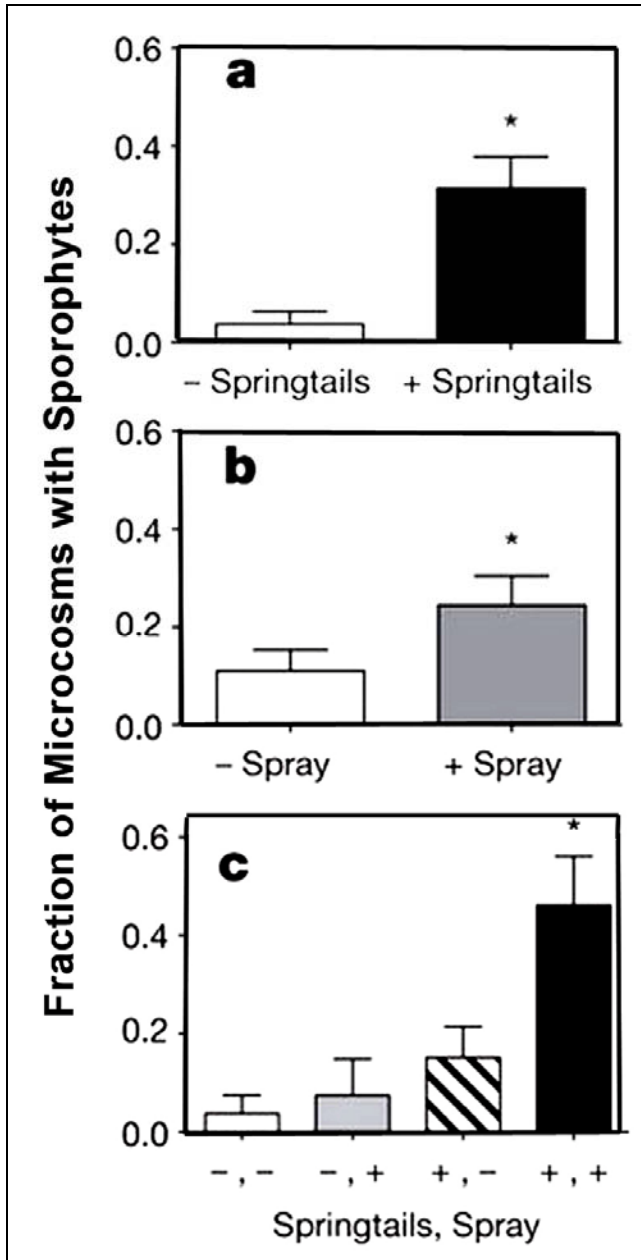 Fraction of Microcosms with Sporophytes
a
0.6
0.4
0.2
0.0
*
– Springtails + Springtails
b
0.6
0.4
0.2
0.0
*
– Spray + Spray
c
0.6
0.4
0.2
0.0
*
– , – – , + + , – + , +
Springtails, Spray